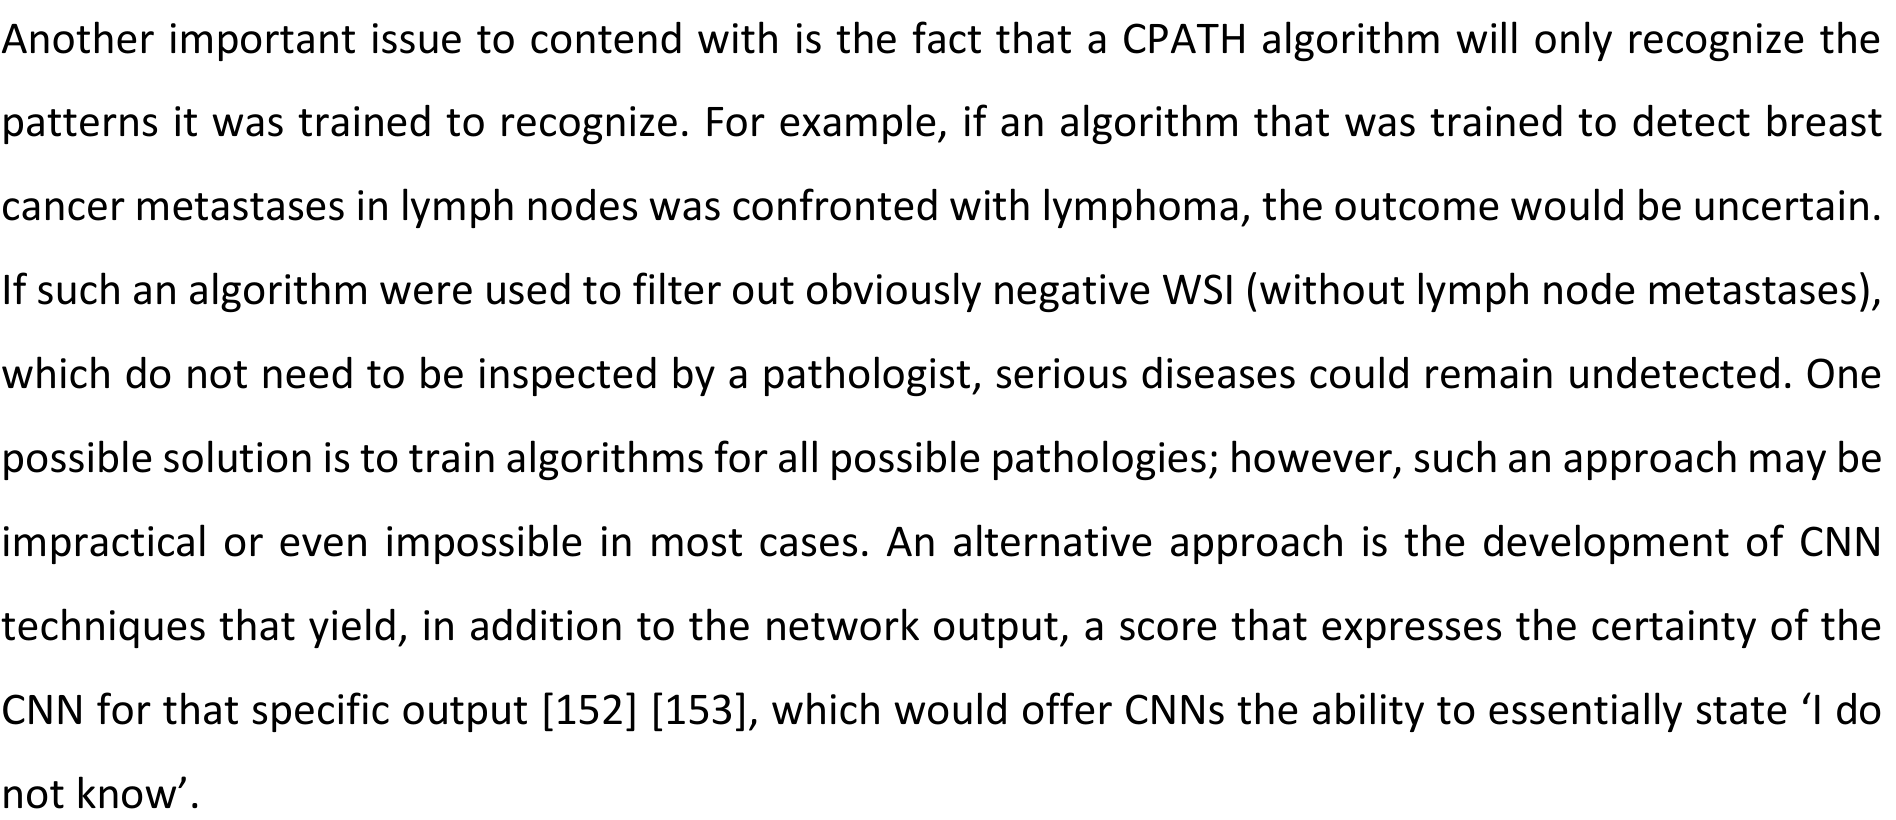 Another important issue to contend with is the fact that a CPATH algorithm will only recognize the
patterns it was trained to recognize. For example, if an algorithm that was trained to detect breast
cancer metastases in lymph nodes was confronted with lymphoma, the outcome would be uncertain.
If such an algorithm were used to filter out obviously negative WSI (without lymph node metastases),
which do not need to be inspected by a pathologist, serious diseases could remain undetected. One
possible solution is to train algorithms for all possible pathologies; however, such an approach may be
impractical or even impossible in most cases. An alternative approach is the development of CNN
techniques that yield, in addition to the network output, a score that expresses the certainty of the
CNN for that specific output [152] [153], which would offer CNNs the ability to essentially state ‘I do
not know’.